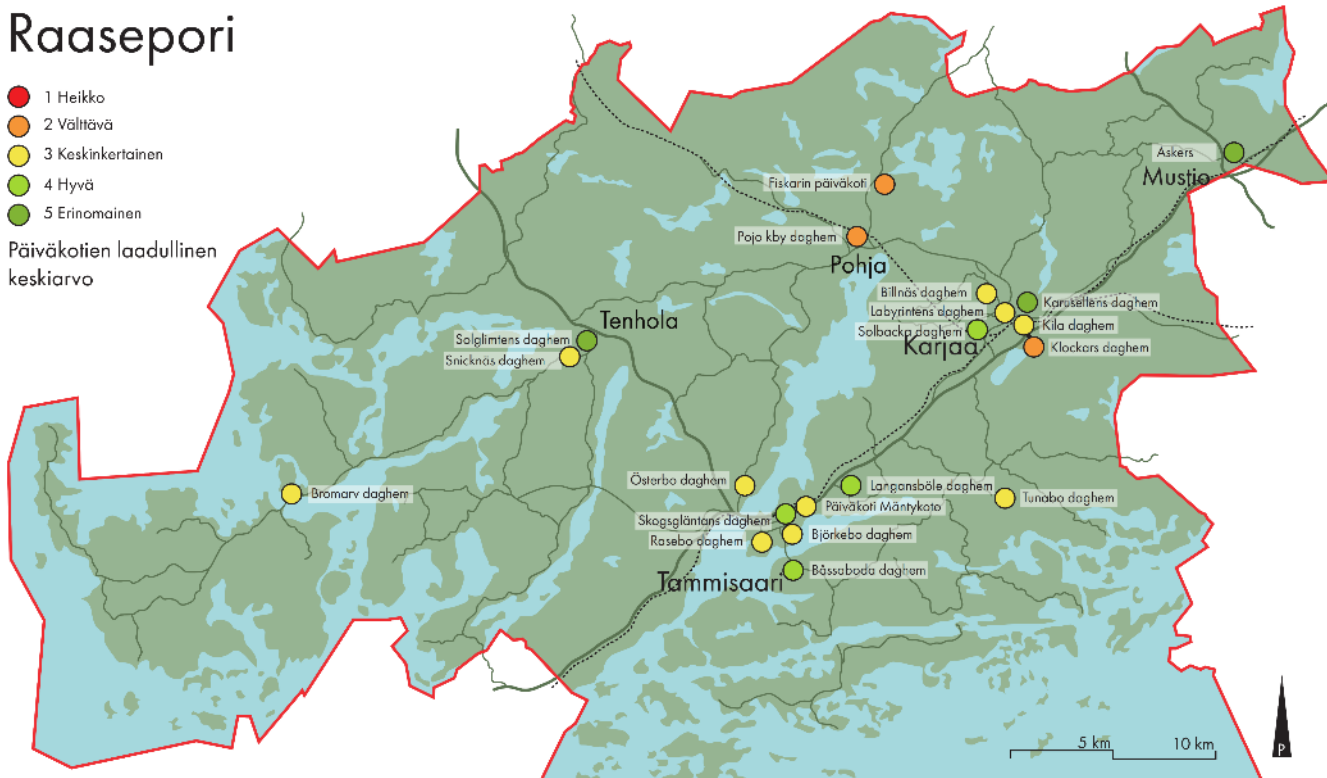 Raasepori
1 Heikko
2 Välttävä
3 Keskinkertainen
4 Hyvä
5 Erinomainen
Päiväkotien laadullinen
keskiarvo
Askers
Mustio
Fiskarin päiväkoti
Pojo kby daghem
Pohja
Billnäs daghem
Labyrintens daghem
Karusellens daghem
Solbacka daghem
Kila daghem
Karjaa
Klockars daghem
Tenhola
Solglimtens daghem
Snicknäs daghem
Bromarv daghem
Österbo daghem
Langansböle daghem
Tunabo daghem
Päiväkoti Mäntykoto
Skogsgläntans daghem
Björkebo daghem
Rasebo daghem
Båssaboda daghem
Tammisaari
5 km
10 km
P